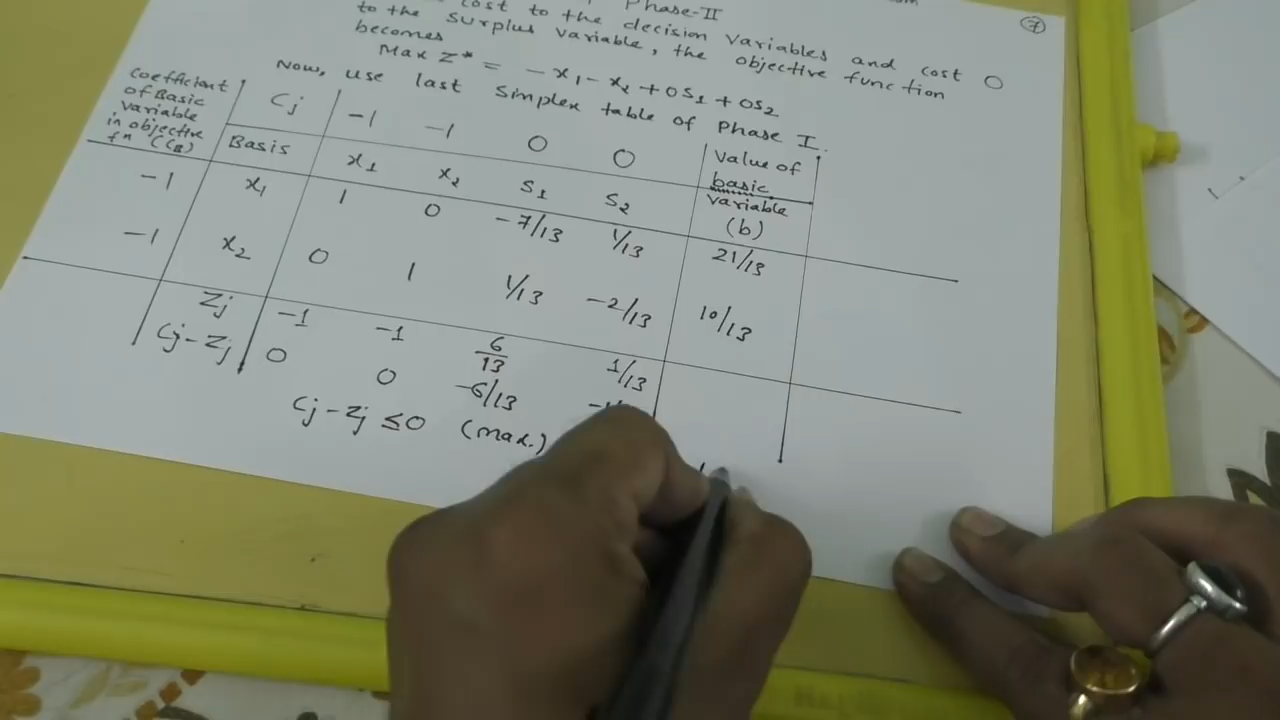 Phase-II
cost to the decision variables and cost 0
to the surplus variable, the objective function
becomes
Max Z* = -x₁ - x₂ + 0S₁ + 0S₂
Now, use last simplex table of Phase I.
7
Coefficient
of Basic
variable
in objective
fn (CB)
Cj -1 -1 0 0
Value of
basic
variable
(b)
Basis x₁ x₂ S₁ S₂
-1 x₁ 1 0 -7/13 1/13 21/13
-1 x₂ 0 1 1/13 -2/13 10/13
Zj -1 -1 6/13 1/13
Cj-Zj 0 0 -6/13
Cj-Zj ≤0 (max.)